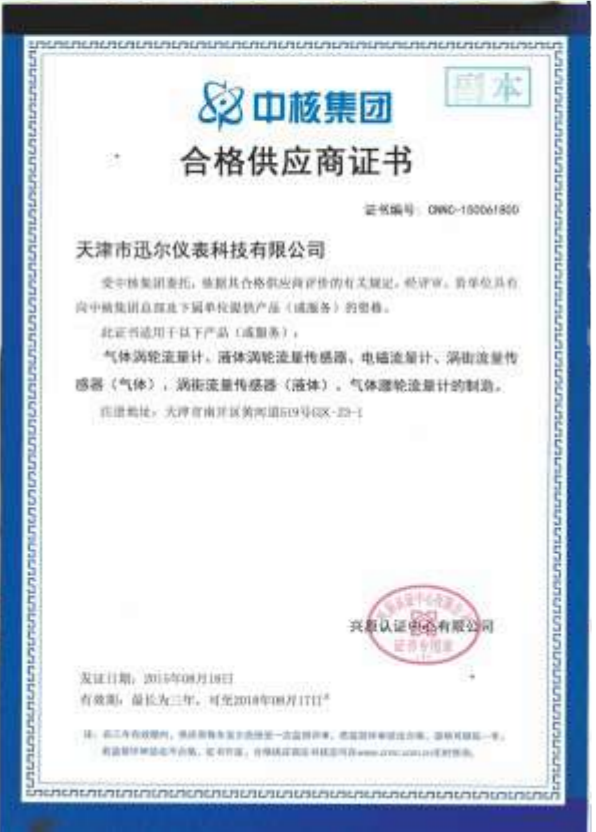 副本
中核集团
合格供应商证书
证书编号：CNNC-150061800
天津市迅尔仪表科技有限公司
受中核集团委托，依据其合格供应商评价的有关规定，经评审，贵单位具有
向中核集团总部及下属单位提供产品（或服务）的资格。
此证书适用于以下产品（或服务）：
气体涡轮流量计、液体涡轮流量传感器、电磁流量计、涡街流量传
感器（气体）、涡街流量传感器（液体）、气体腰轮流量计的制造。
注册地址：天津市南开区黄河道519号G2K-23-1
兴原认证中心有限公司
证书专用章
发证日期：2015年08月18日
有效期：最长为三年，可至2018年08月17日*